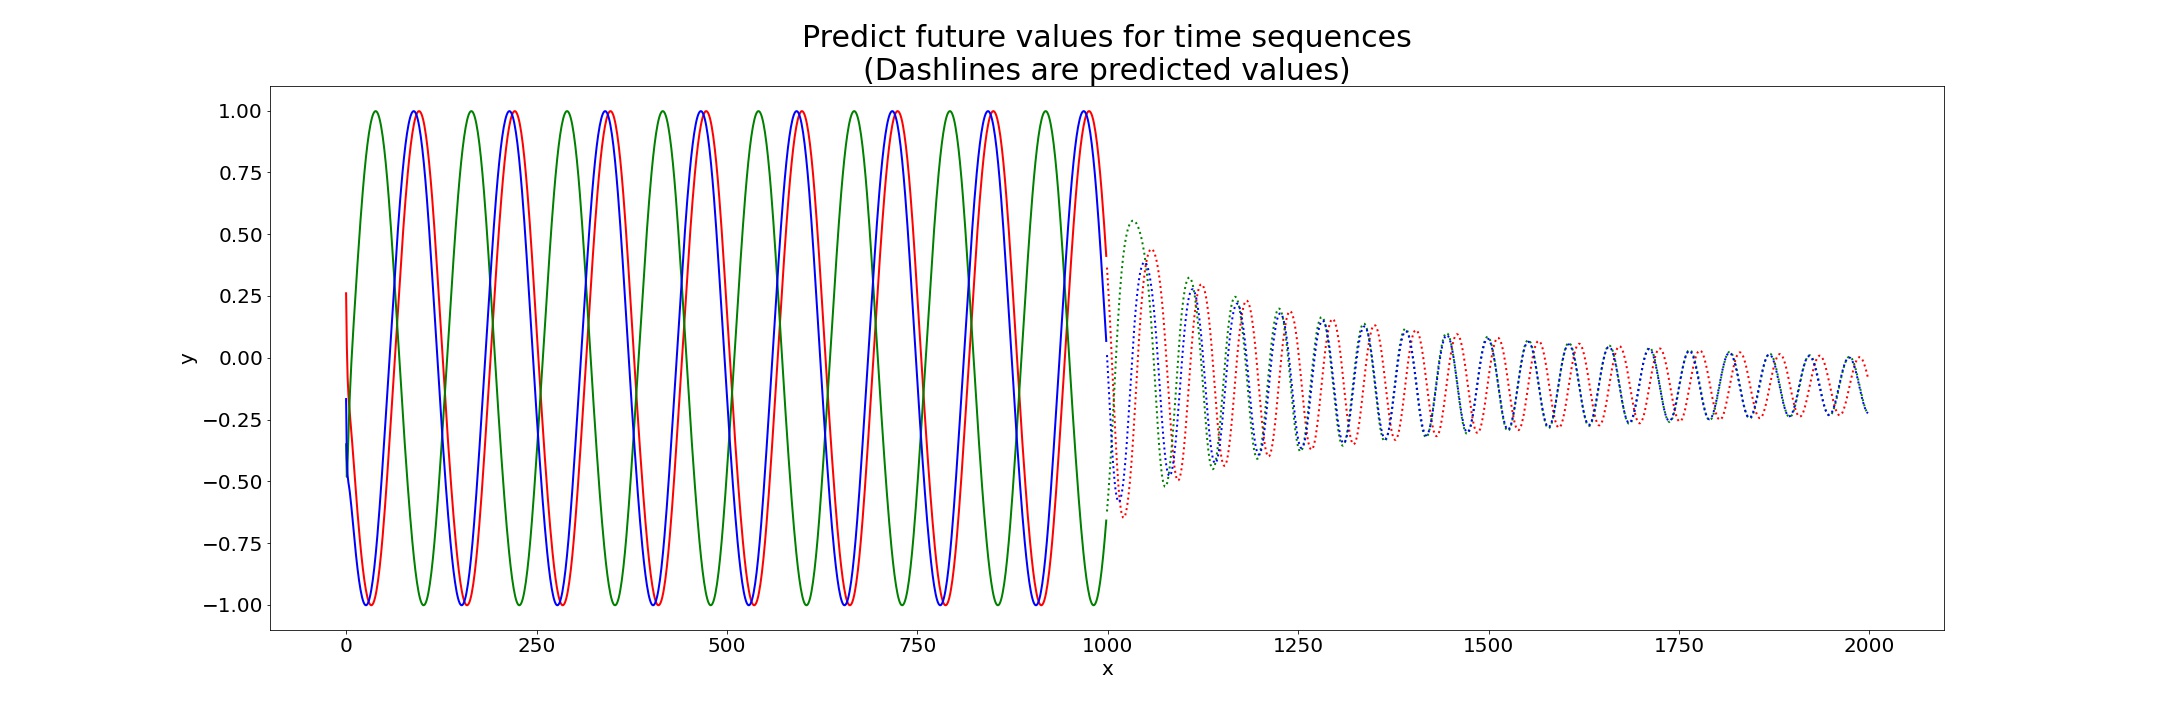 Predict future values for time sequences
(Dashlines are predicted values)
1.00
0.75
0.50
0.25
0.00
−0.25
−0.50
−0.75
−1.00
y
0 250 500 750 1000 1250 1500 1750 2000
x